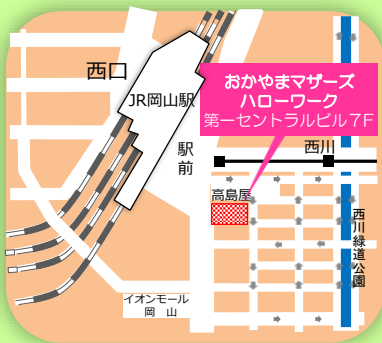 西口
JR岡山駅
おかやまマザーズ
ハローワーク
第一セントラルビル7F
駅前
西川
高島屋
西川緑道公園
イオンモール
岡 山